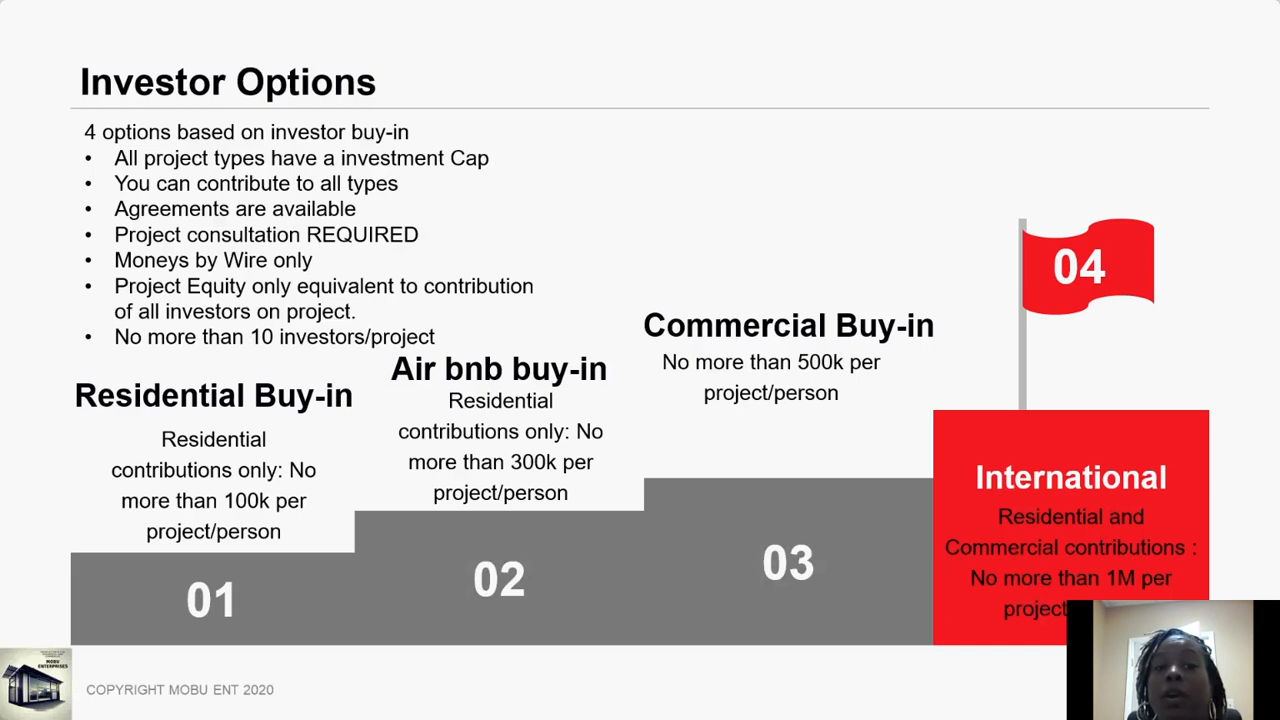 Investor Options
4 options based on investor buy-in
• All project types have a investment Cap
• You can contribute to all types
• Agreements are available
• Project consultation REQUIRED
• Moneys by Wire only
• Project Equity only equivalent to contribution
of all investors on project.
• No more than 10 investors/project
Residential Buy-in
Residential
contributions only: No
more than 100k per
project/person
01
Air bnb buy-in
Residential
contributions only: No
more than 300k per
project/person
02
Commercial Buy-in
No more than 500k per
project/person
03
04
International
Residential and
Commercial contributions :
No more than 1M per
project
MOBU
ENTERPRISES
COPYRIGHT MOBU ENT 2020